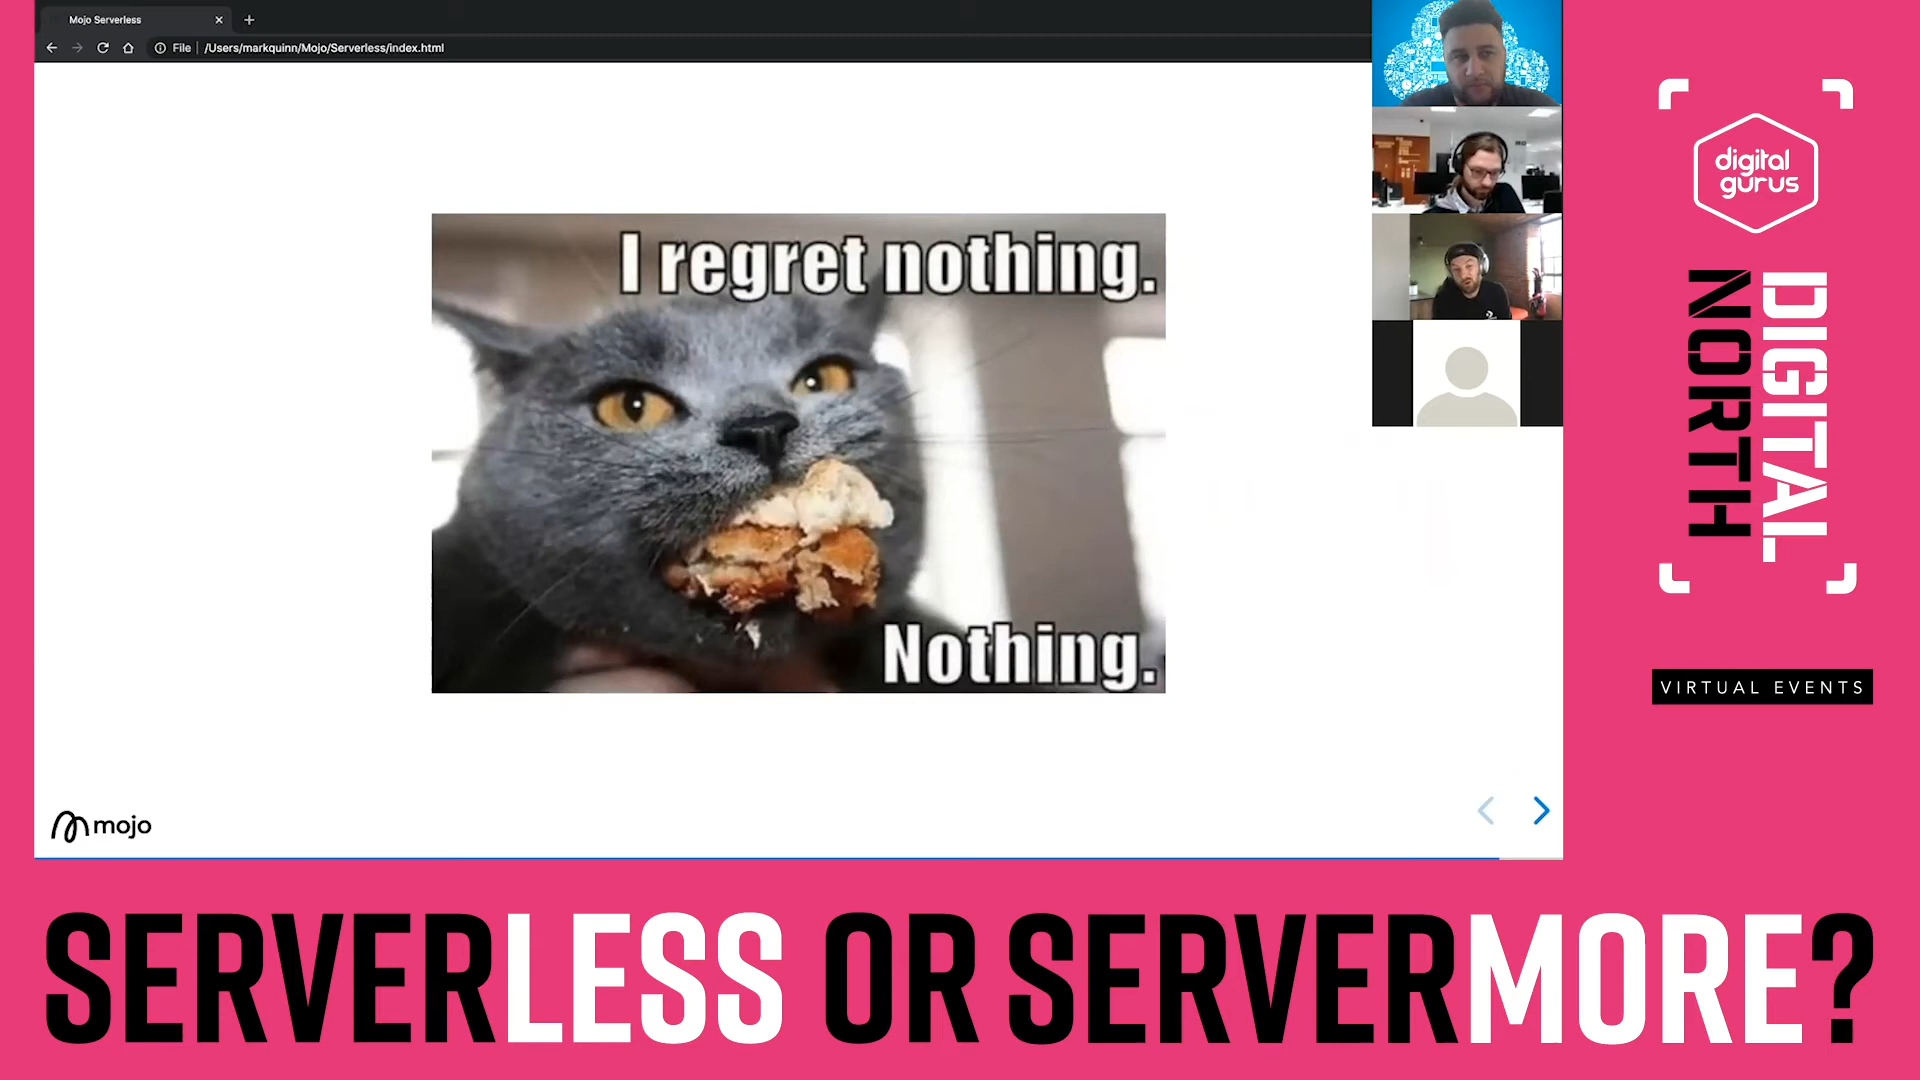 Mojo Serverless
File
/Users/markquinn/Mojo/Serverless/index.html
I regret nothing.
Nothing.
mojo
digital
gurus
DIGITAL
NORTH
VIRTUAL EVENTS
SERVERLESS OR SERVERMORE?